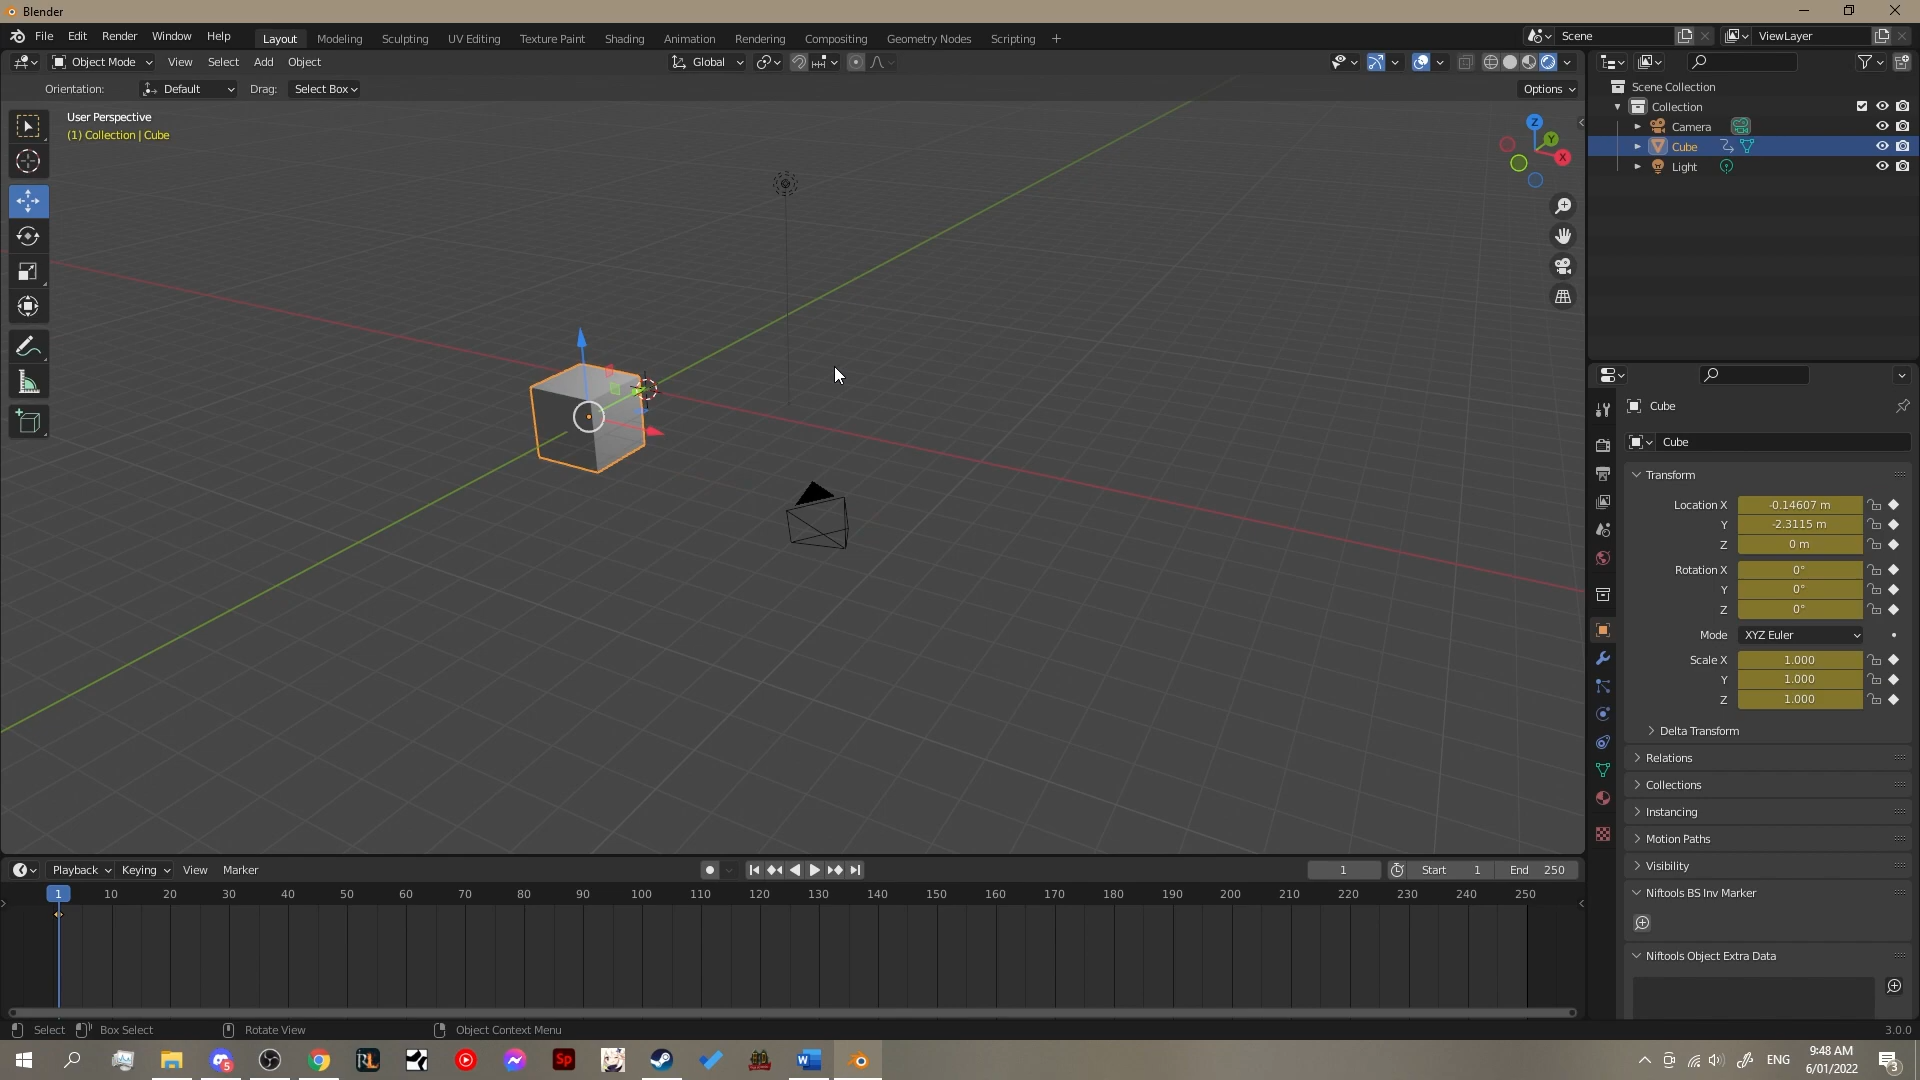 Blender
File Edit Render Window Help Layout Modeling Sculpting UV Editing Texture Paint Shading Animation Rendering Compositing Geometry Nodes Scripting + Scene ViewLayer
Object Mode View Select Add Object Global
Orientation: Default Drag: Select Box Options
User Perspective
(1) Collection | Cube
Z
Y
X
Scene Collection
Collection
Camera
Cube
Light
Cube
Cube
Transform
Location X -0.14607 m
Y -2.3115 m
Z 0 m
Rotation X 0°
Y 0°
Z 0°
Mode XYZ Euler
Scale X 1.000
Y 1.000
Z 1.000
Delta Transform
Relations
Collections
Instancing
Motion Paths
Visibility
Niftools BS Inv Marker
Niftools Object Extra Data
Playback Keying View Marker 1 Start 1 End 250
1 10 20 30 40 50 60 70 80 90 100 110 120 130 140 150 160 170 180 190 200 210 220 230 240 250
Select Box Select Rotate View Object Context Menu 3.0.0
5 RL Sp W ENG 9:48 AM
6/01/2022 3